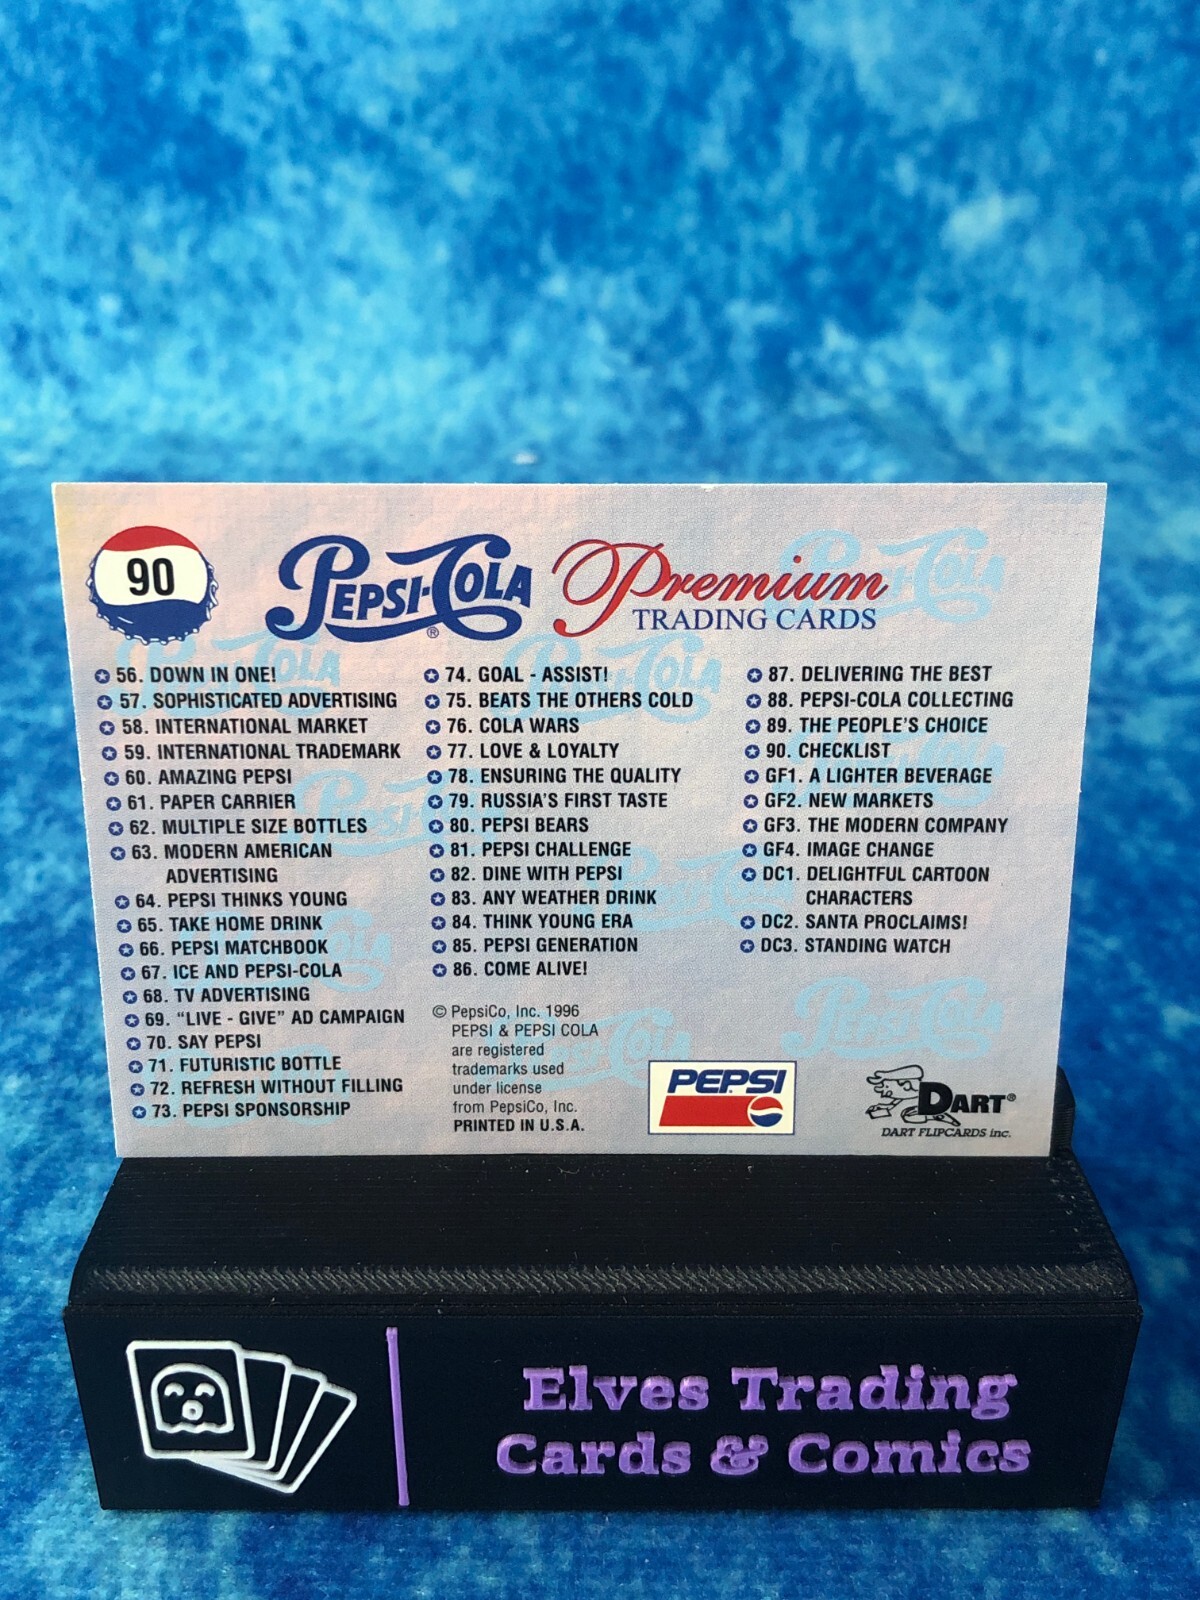 90
PEPSI-COLA®
Premium
TRADING CARDS
56. DOWN IN ONE!
57. SOPHISTICATED ADVERTISING
58. INTERNATIONAL MARKET
59. INTERNATIONAL TRADEMARK
60. AMAZING PEPSI
61. PAPER CARRIER
62. MULTIPLE SIZE BOTTLES
63. MODERN AMERICAN
ADVERTISING
64. PEPSI THINKS YOUNG
65. TAKE HOME DRINK
66. PEPSI MATCHBOOK
67. ICE AND PEPSI-COLA
68. TV ADVERTISING
69. “LIVE - GIVE” AD CAMPAIGN
70. SAY PEPSI
71. FUTURISTIC BOTTLE
72. REFRESH WITHOUT FILLING
73. PEPSI SPONSORSHIP
74. GOAL - ASSIST!
75. BEATS THE OTHERS COLD
76. COLA WARS
77. LOVE & LOYALTY
78. ENSURING THE QUALITY
79. RUSSIA'S FIRST TASTE
80. PEPSI BEARS
81. PEPSI CHALLENGE
82. DINE WITH PEPSI
83. ANY WEATHER DRINK
84. THINK YOUNG ERA
85. PEPSI GENERATION
86. COME ALIVE!
© PepsiCo, Inc. 1996
PEPSI & PEPSI COLA
are registered
trademarks used
under license
from PepsiCo, Inc.
PRINTED IN U.S.A.
87. DELIVERING THE BEST
88. PEPSI-COLA COLLECTING
89. THE PEOPLE'S CHOICE
90. CHECKLIST
GF1. A LIGHTER BEVERAGE
GF2. NEW MARKETS
GF3. THE MODERN COMPANY
GF4. IMAGE CHANGE
DC1. DELIGHTFUL CARTOON
CHARACTERS
DC2. SANTA PROCLAIMS!
DC3. STANDING WATCH
PEPSI
DART®
DART FLIPCARDS inc.
Elves Trading
Cards & Comics